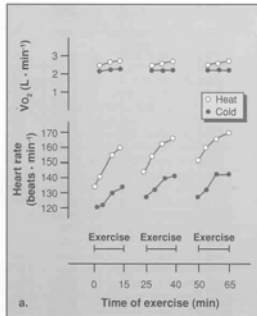 3
2
1
V̇O₂ (L · min⁻¹)
Heat
Cold
170
160
150
140
130
120
Heart rate
(beats · min⁻¹)
Exercise Exercise Exercise
0 15 25 40 50 65
a. Time of exercise (min)